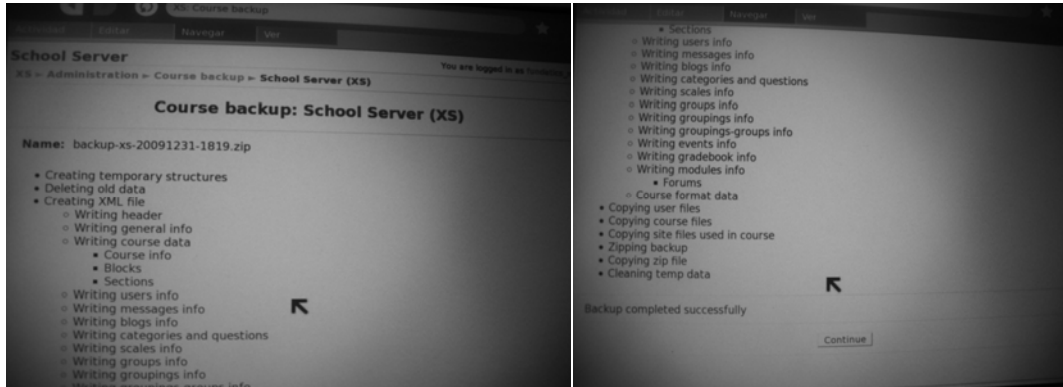 XS: Course backup
Actividad Editar Navegar Ver
School Server
You are logged in as
XS ► Administration ► Course backup ► School Server (XS)
Course backup: School Server (XS)
Name: backup-xs-20091231-1819.zip
Creating temporary structures
Deleting old data
Creating XML file
Writing header
Writing general info
Writing course data
Course info
Blocks
Sections
Writing users info
Writing messages info
Writing blogs info
Writing categories and questions
Writing scales info
Writing groups info
Writing groupings info
Writing groupings-groups info
Editar Navegar Ver
Sections
Writing users info
Writing messages info
Writing blogs info
Writing categories and questions
Writing scales info
Writing groups info
Writing groupings info
Writing groupings-groups info
Writing events info
Writing gradebook info
Writing modules info
Forums
Course format data
Copying user files
Copying course files
Copying site files used in course
Zipping backup
Copying zip file
Cleaning temp data
Backup completed successfully
Continue